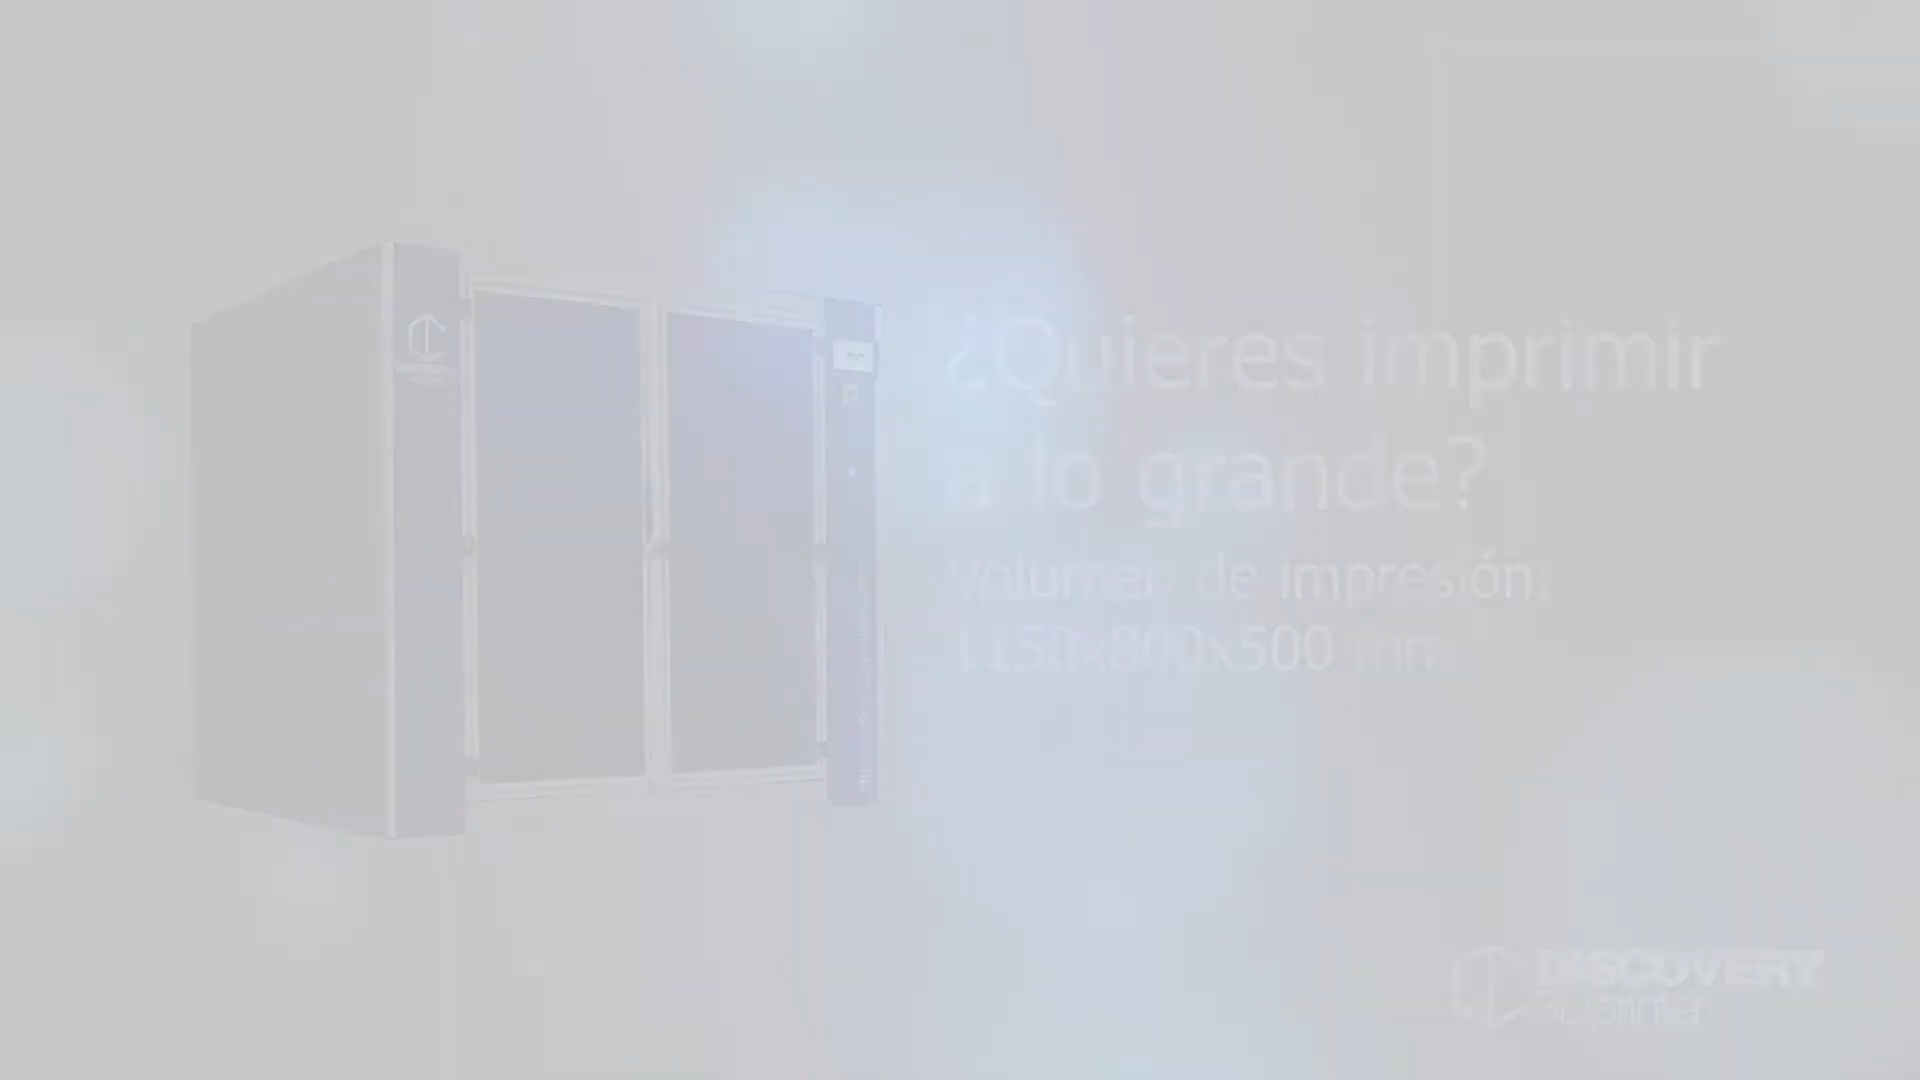 ¿Quieres imprimir
a lo grande?
Volumen de impresión:
1150x800x500 mm
DISCOVERY
3Dprinter